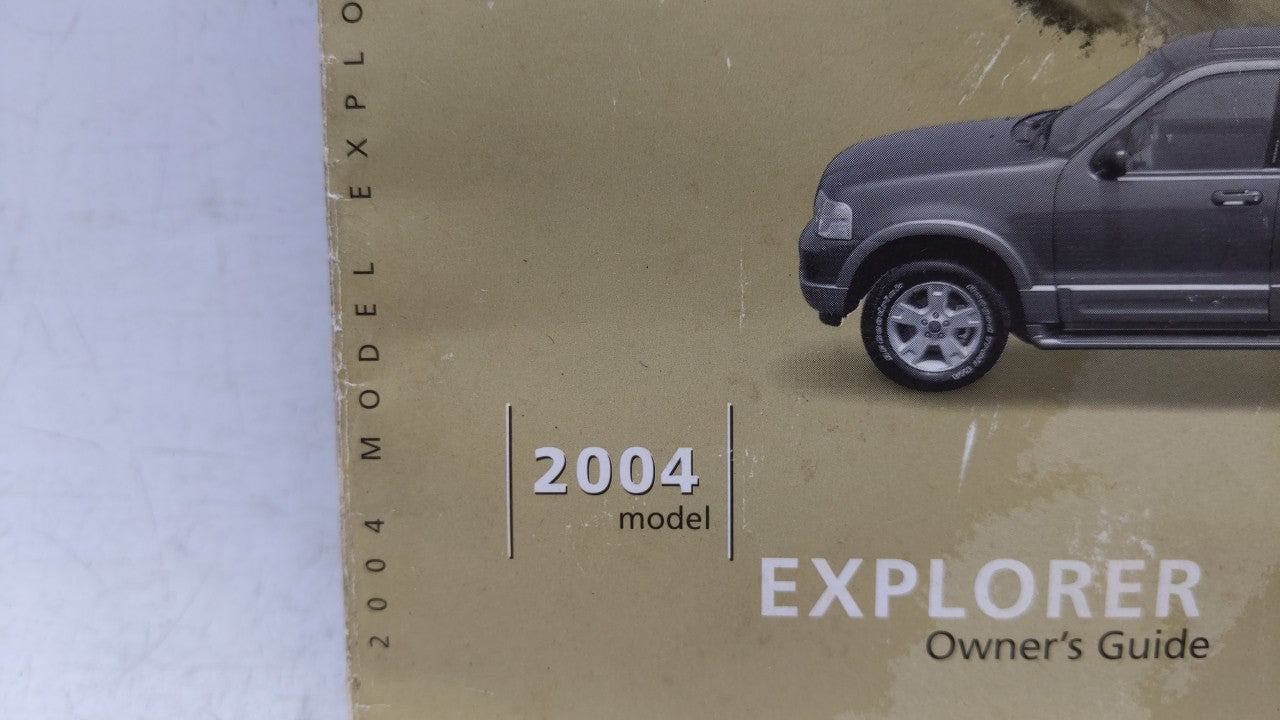 2004 MODEL EXPLO
2004
model
EXPLORER
Owner's Guide